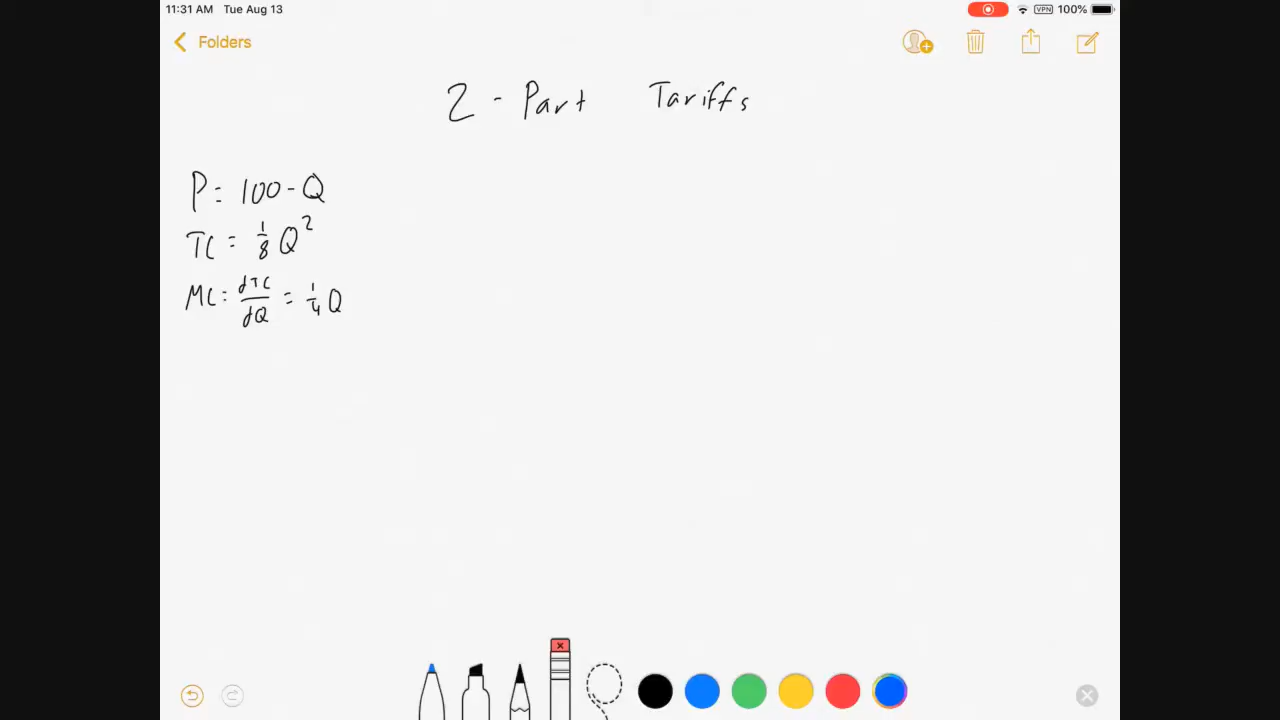 11:31 AM Tue Aug 13
VPN 100%
Folders
2 - Part Tariffs
P = 100 - Q
TC = 1/8 Q²
MC = dTC/dQ = 1/4 Q